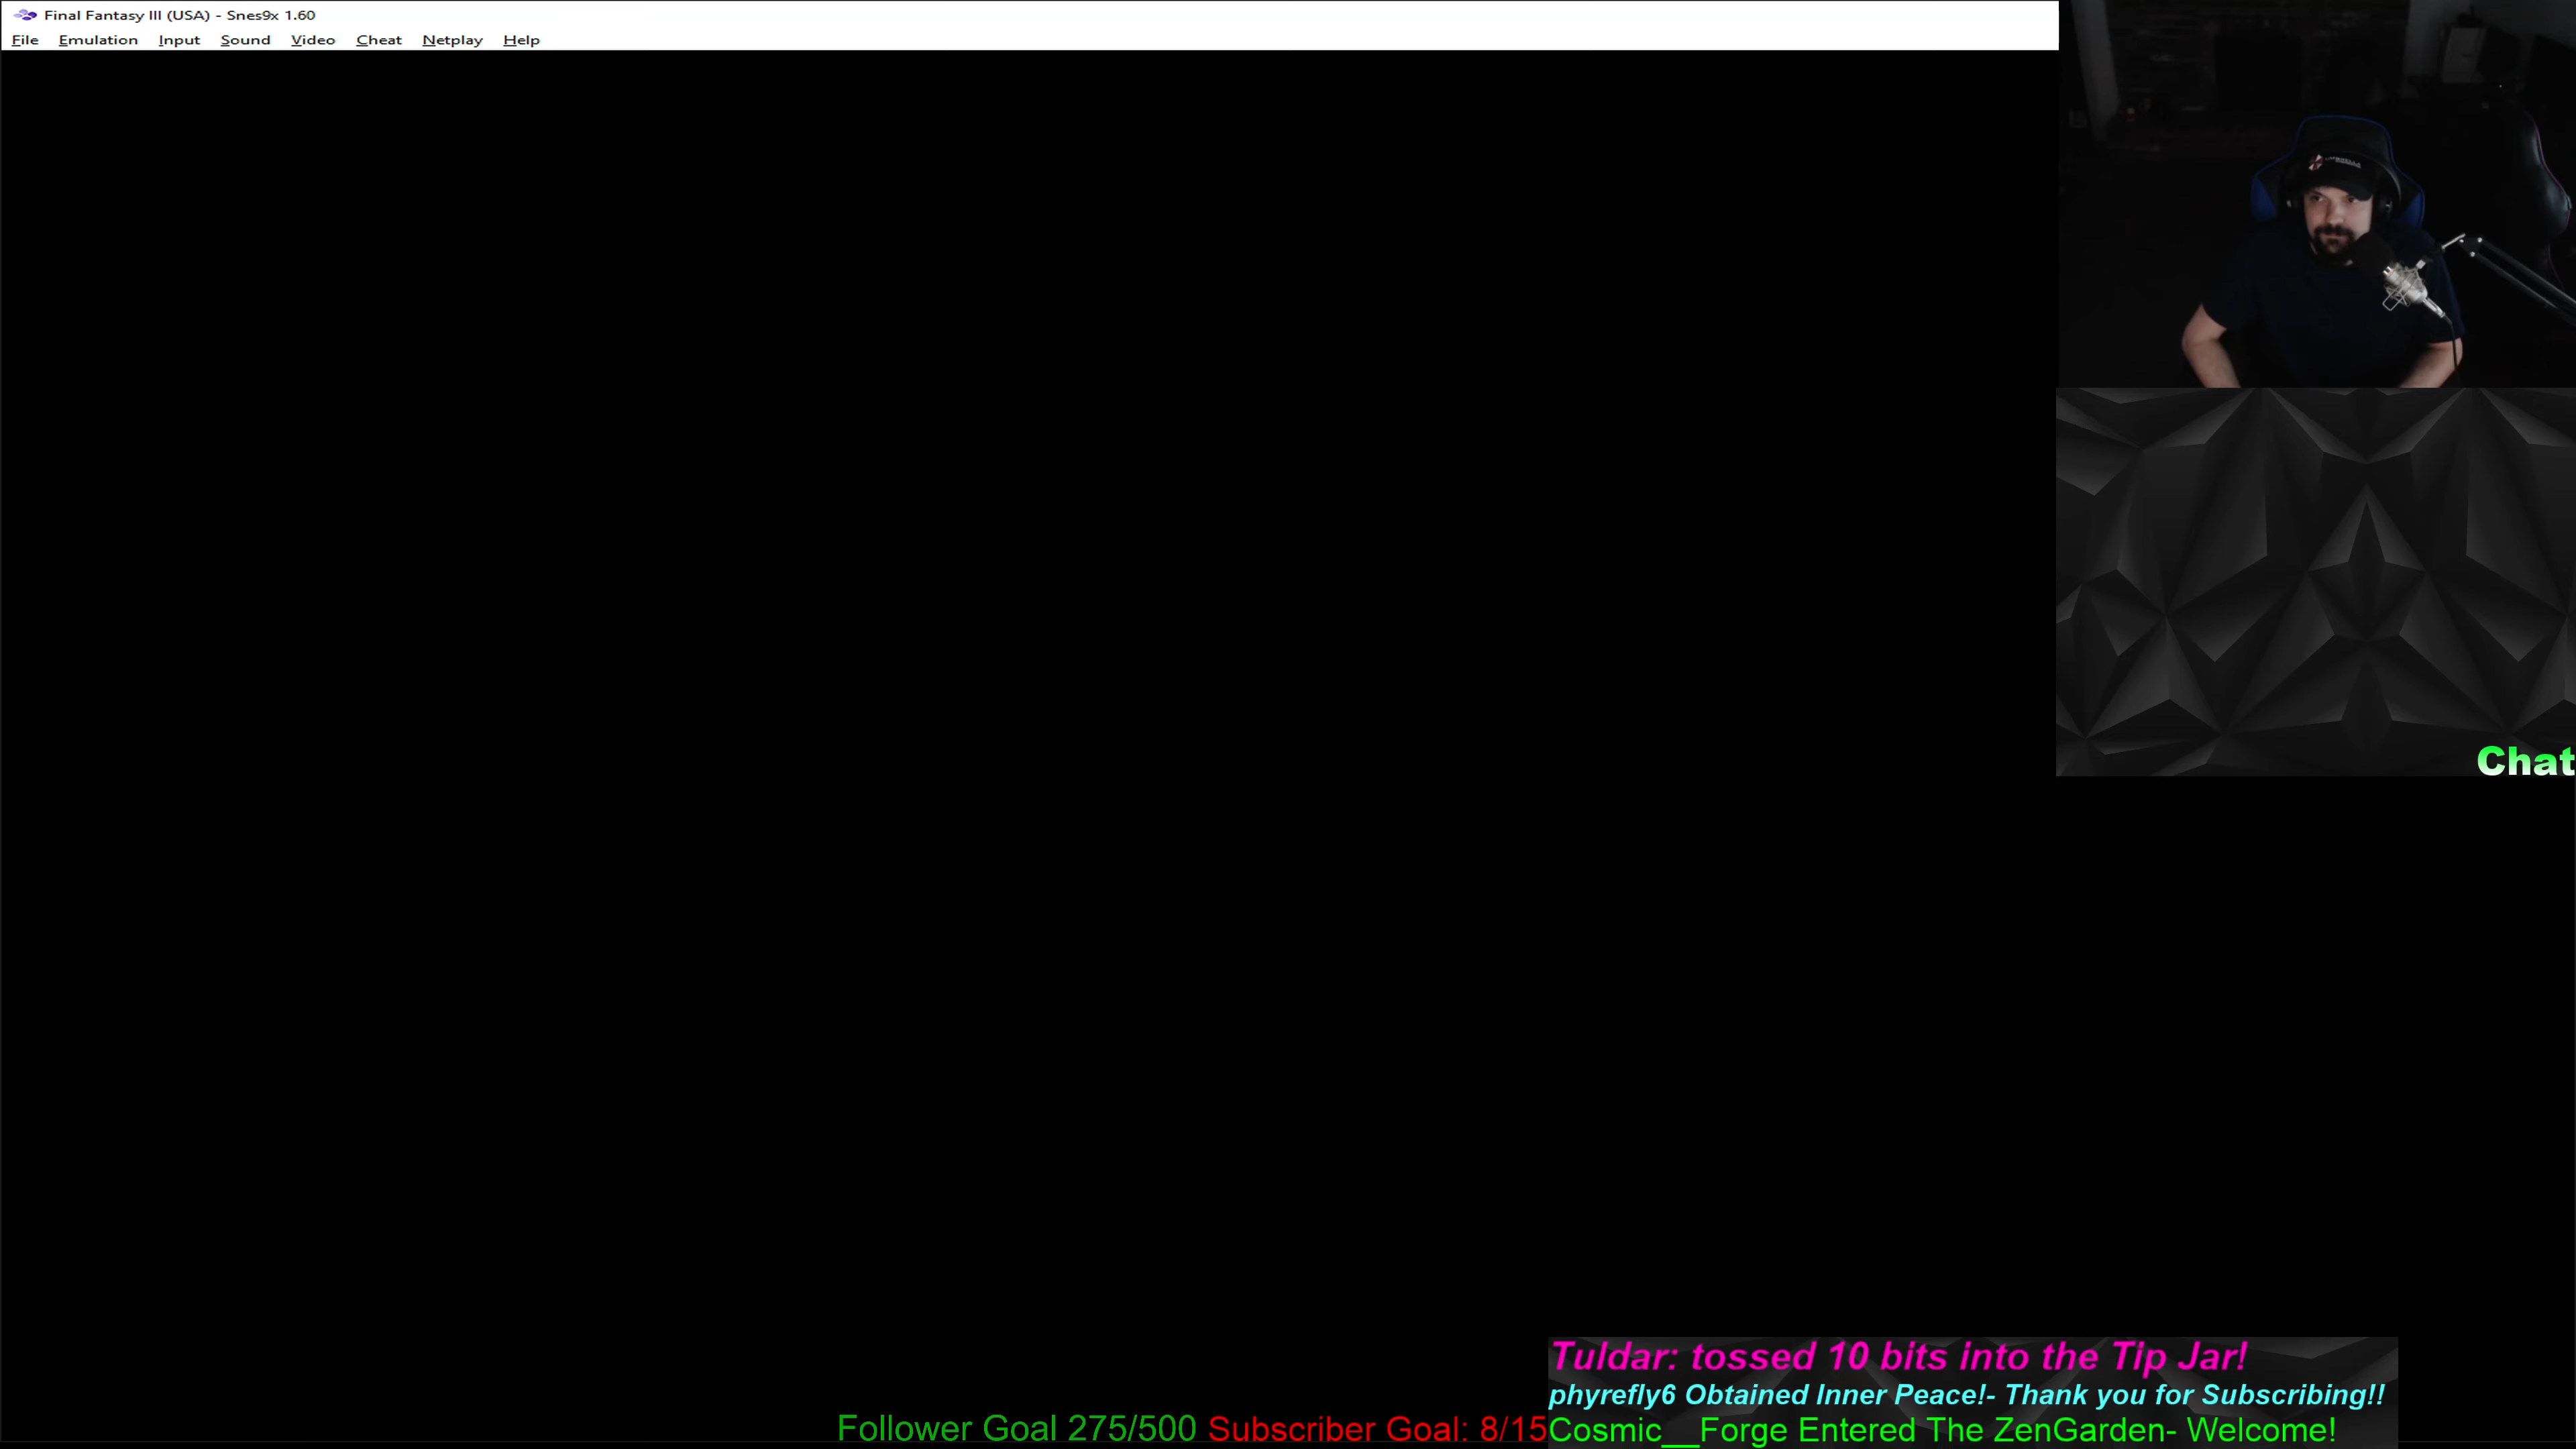 Final Fantasy III (USA) - Snes9x 1.60
File Emulation Input Sound Video Cheat Netplay Help
Chat
Tuldar: tossed 10 bits into the Tip Jar!
phyrefly6 Obtained Inner Peace!- Thank you for Subscribing!!
Follower Goal 275/500 Subscriber Goal: 8/15
Cosmic__Forge Entered The ZenGarden- Welcome!